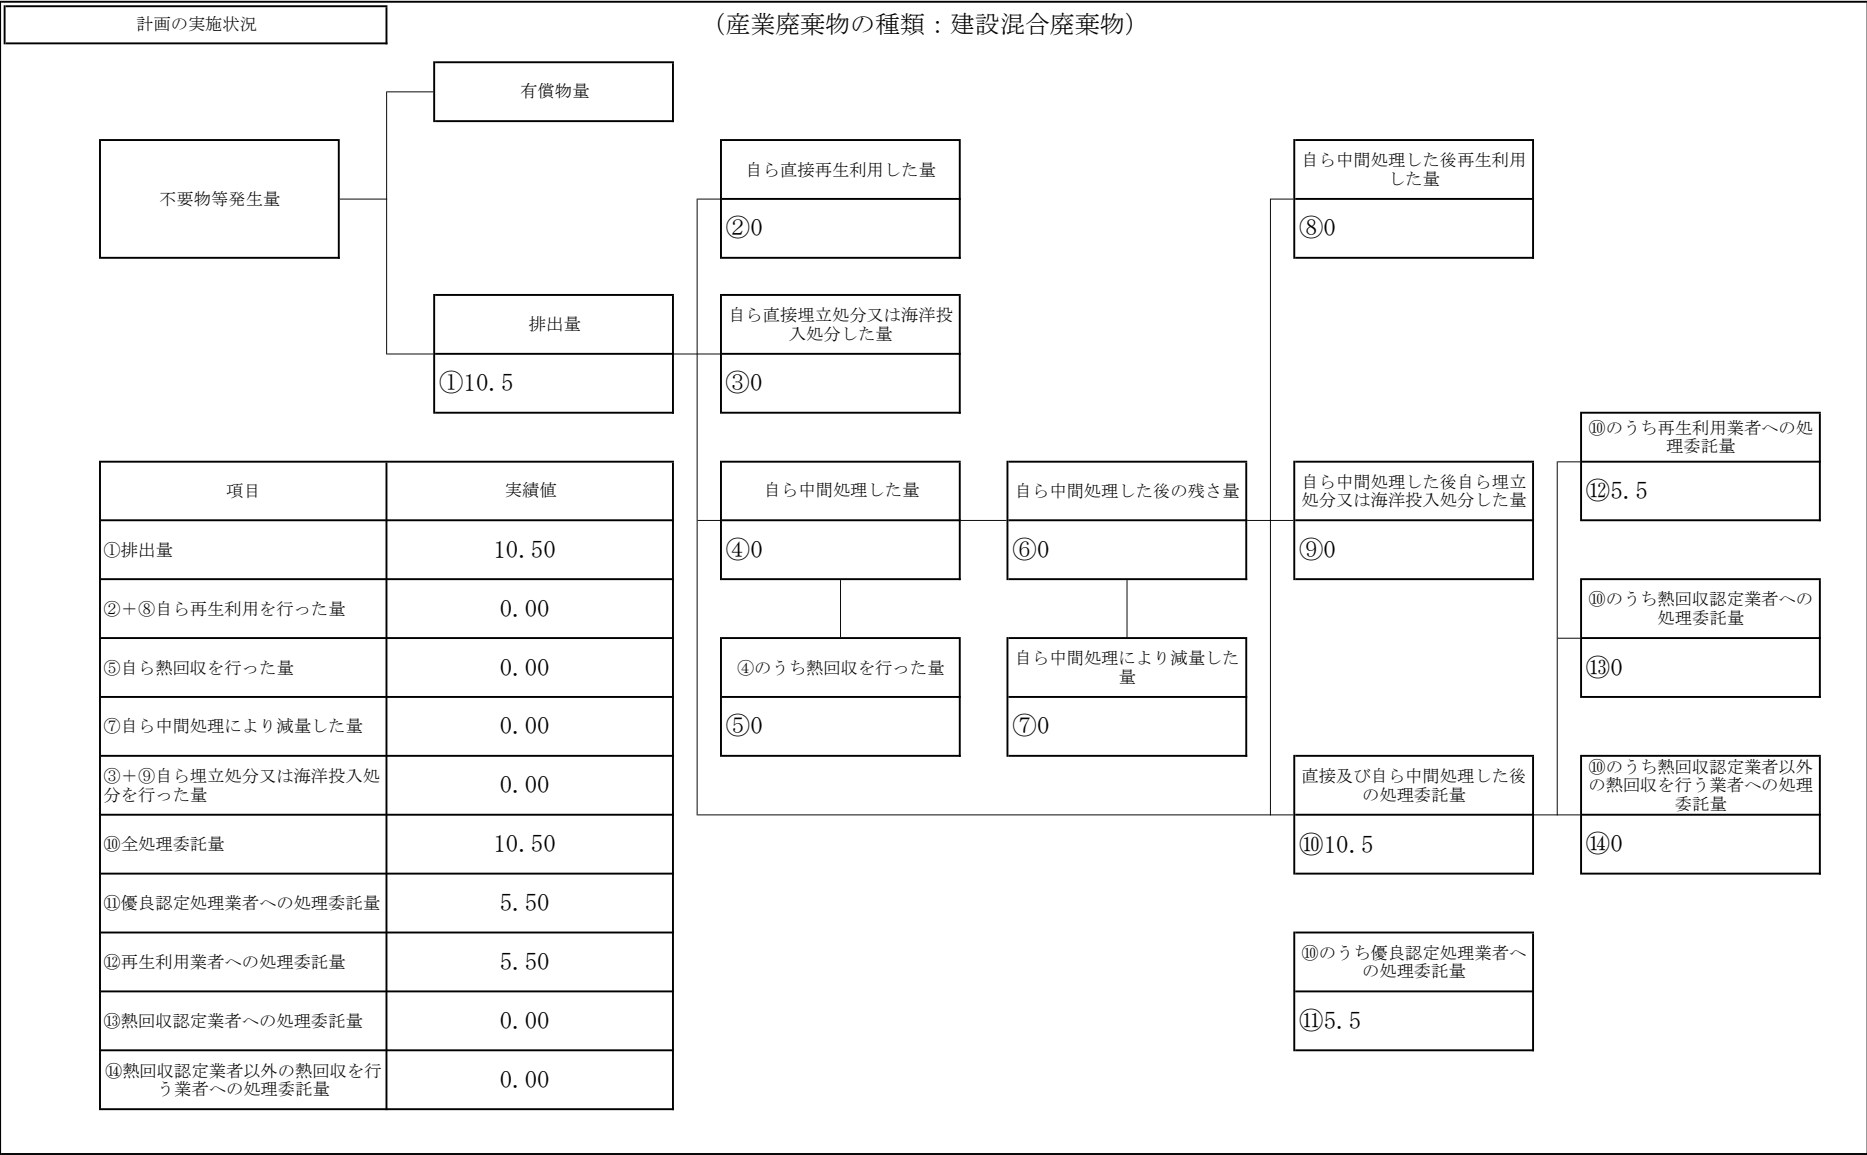 計画の実施状況
(産業廃棄物の種類：建設混合廃棄物)
有償物量
不要物等発生量
自ら直接再生利用した量
②0
自ら中間処理した後再生利用
した量
⑧0
排出量
①10.5
自ら直接埋立処分又は海洋投
入処分した量
③0
⑩のうち再生利用業者への処
理委託量
⑫5.5
自ら中間処理した量
④0
自ら中間処理した後の残さ量
⑥0
自ら中間処理した後自ら埋立
処分又は海洋投入処分した量
⑨0
⑩のうち熱回収認定業者への
処理委託量
⑬0
④のうち熱回収を行った量
⑤0
自ら中間処理により減量した
量
⑦0
直接及び自ら中間処理した後
の処理委託量
⑩10.5
⑩のうち熱回収認定業者以外
の熱回収を行う業者への処理
委託量
⑭0
⑩のうち優良認定処理業者へ
の処理委託量
⑪5.5
項目 実績値
①排出量 10.50
②＋⑧自ら再生利用を行った量 0.00
⑤自ら熱回収を行った量 0.00
⑦自ら中間処理により減量した量 0.00
③＋⑨自ら埋立処分又は海洋投入処
分を行った量 0.00
⑩全処理委託量 10.50
⑪優良認定処理業者への処理委託量 5.50
⑫再生利用業者への処理委託量 5.50
⑬熱回収認定業者への処理委託量 0.00
⑭熱回収認定業者以外の熱回収を行
う業者への処理委託量 0.00